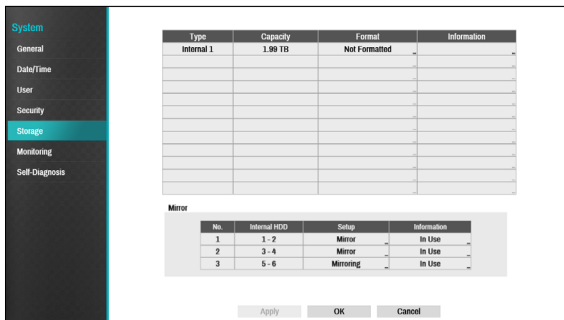 System
General
Date/Time
User
Security
Storage
Monitoring
Self-Diagnosis
Type Capacity Format Information
Internal 1 1.99 TB Not Formatted
Mirror
No. Internal HDD Setup Information
1 1 - 2 Mirror In Use
2 3 - 4 Mirror In Use
3 5 - 6 Mirroring In Use
Apply OK Cancel